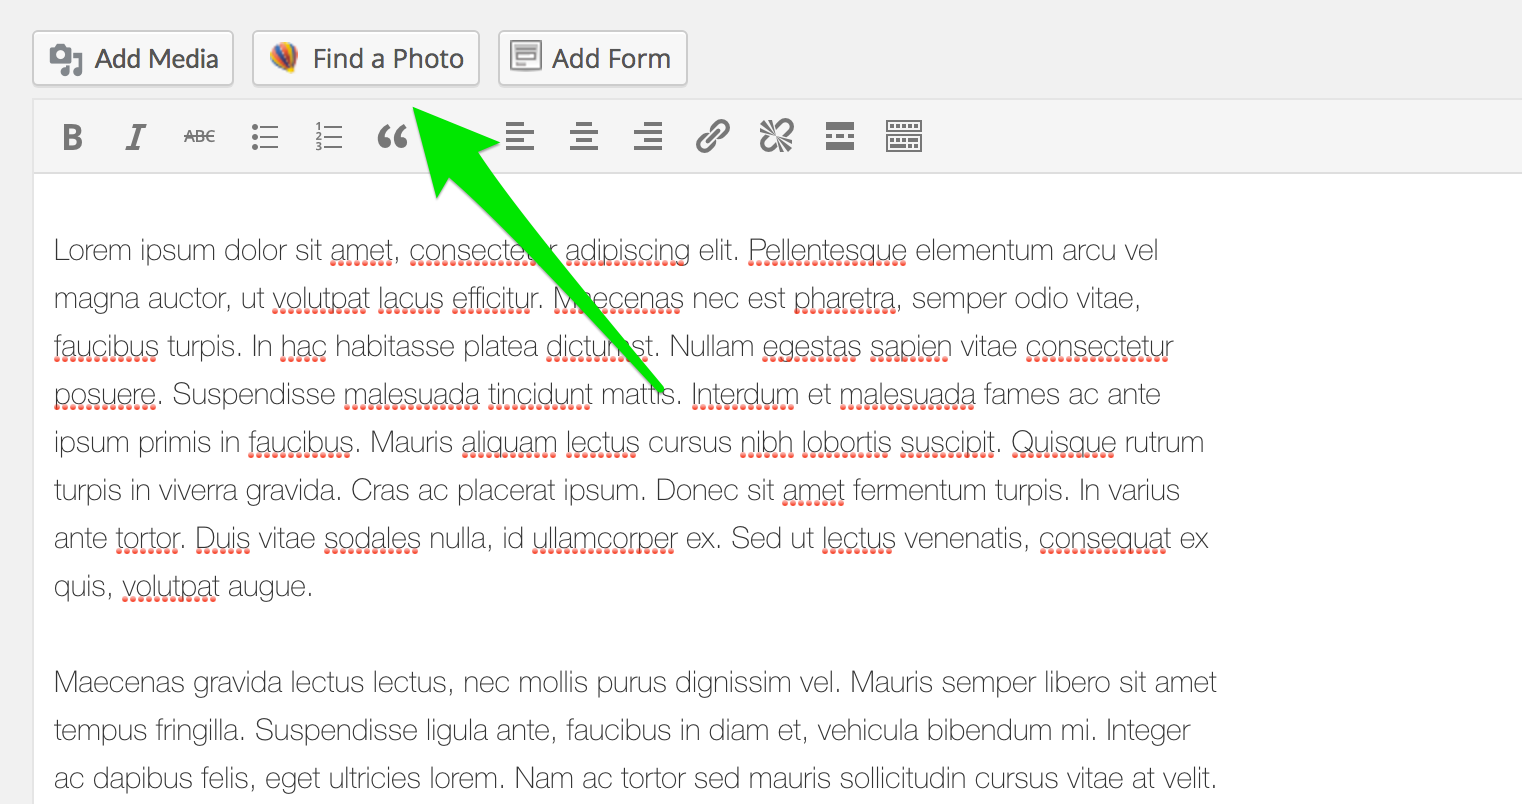 Add Media Find a Photo Add Form
B I ABC 1 2 3 “
Lorem ipsum dolor sit amet, consectetur adipiscing elit. Pellentesque elementum arcu vel
magna auctor, ut volutpat lacus efficitur. Maecenas nec est pharetra, semper odio vitae,
faucibus turpis. In hac habitasse platea dictumst. Nullam egestas sapien vitae consectetur
posuere. Suspendisse malesuada tincidunt mattis. Interdum et malesuada fames ac ante
ipsum primis in faucibus. Mauris aliquam lectus cursus nibh lobortis suscipit. Quisque rutrum
turpis in viverra gravida. Cras ac placerat ipsum. Donec sit amet fermentum turpis. In varius
ante tortor. Duis vitae sodales nulla, id ullamcorper ex. Sed ut lectus venenatis, consequat ex
quis, volutpat augue.
Maecenas gravida lectus lectus, nec mollis purus dignissim vel. Mauris semper libero sit amet
tempus fringilla. Suspendisse ligula ante, faucibus in diam et, vehicula bibendum mi. Integer
ac dapibus felis, eget ultricies lorem. Nam ac tortor sed mauris sollicitudin cursus vitae at velit.